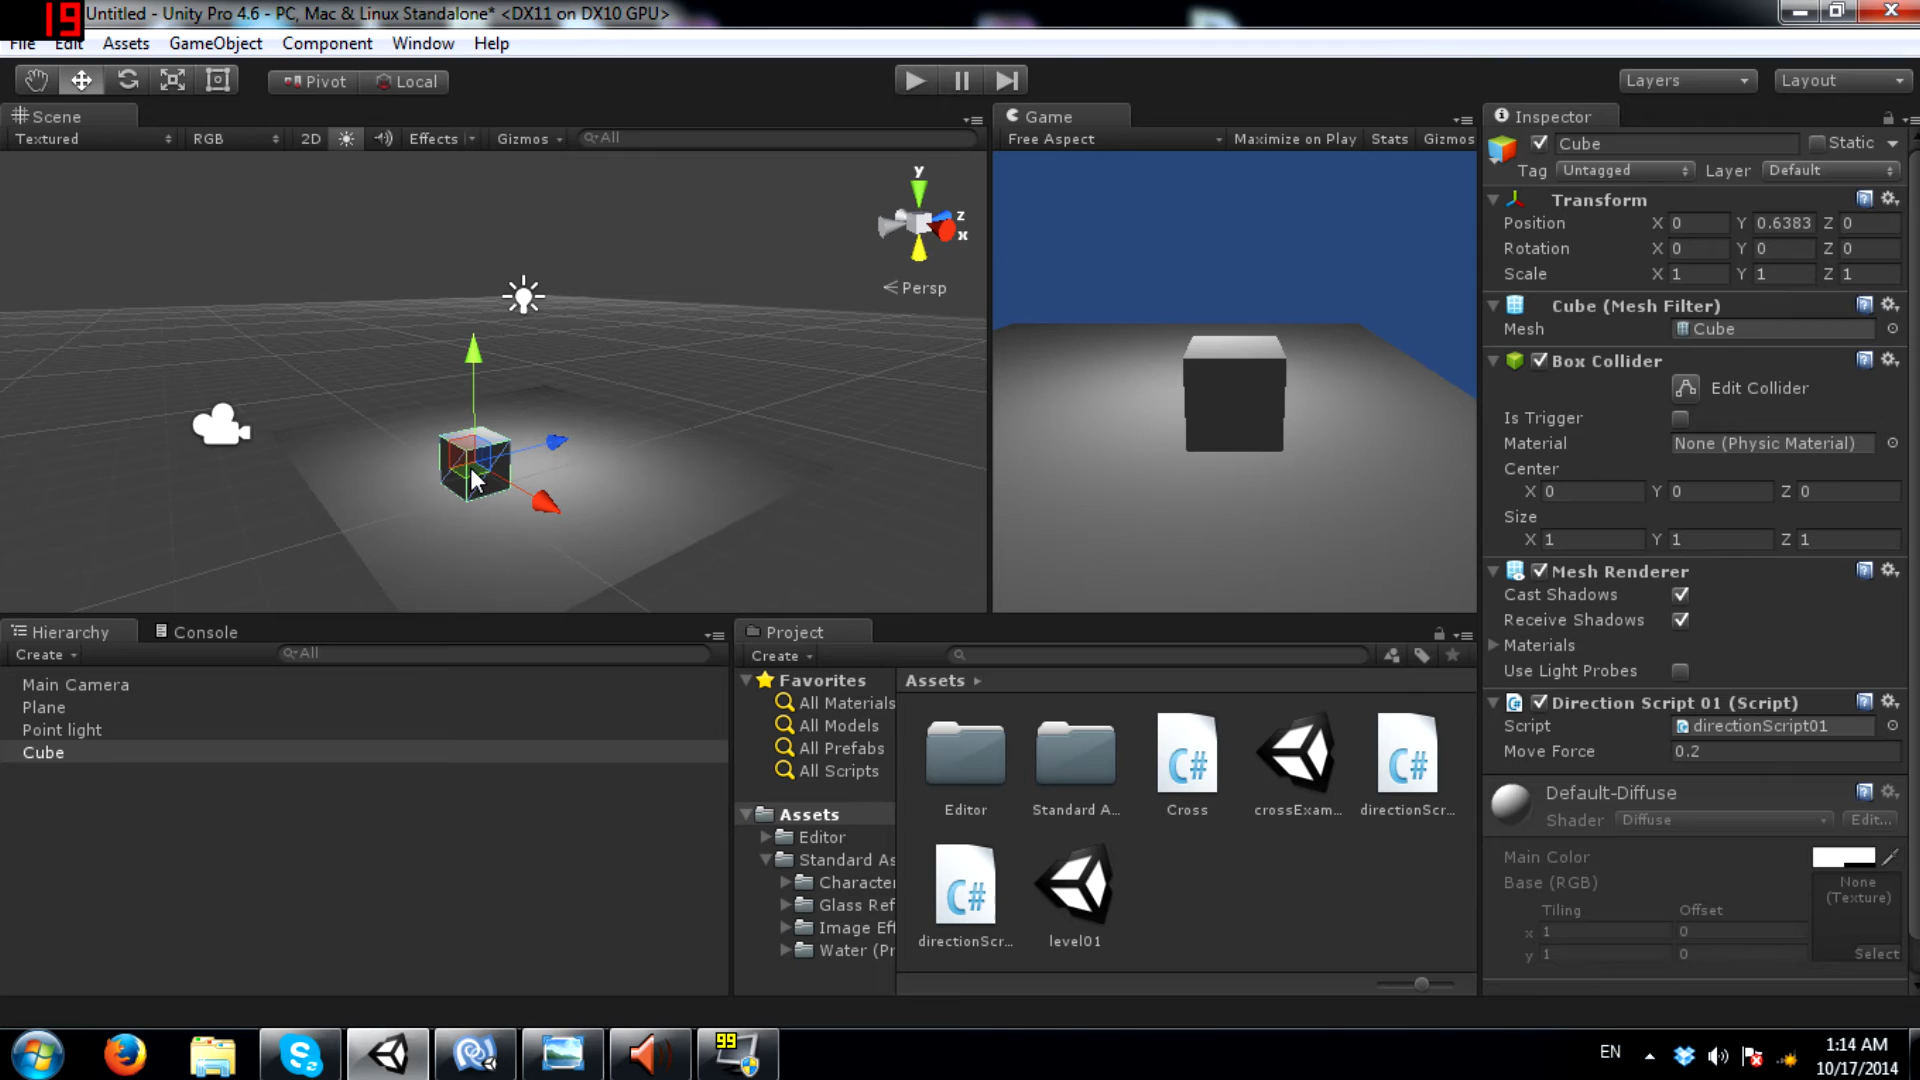 19
Untitled - Unity Pro 4.6 - PC, Mac & Linux Standalone* <DX11 on DX10 GPU>
File Edit Assets GameObject Component Window Help
Pivot Local
Layers Layout
Scene
Textured RGB 2D Effects Gizmos All
y
z
x
Persp
Game
Free Aspect Maximize on Play Stats Gizmos
Inspector
Cube Static
Tag Untagged Layer Default
Transform
Position X 0 Y 0.6383 Z 0
Rotation X 0 Y 0 Z 0
Scale X 1 Y 1 Z 1
Cube (Mesh Filter)
Mesh Cube
Box Collider
Edit Collider
Is Trigger
Material None (Physic Material)
Center
X 0 Y 0 Z 0
Size
X 1 Y 1 Z 1
Mesh Renderer
Cast Shadows
Receive Shadows
Materials
Use Light Probes
Direction Script 01 (Script)
Script directionScript01
Move Force 0.2
Default-Diffuse
Shader Diffuse Edit...
Main Color
Base (RGB)
None
(Texture)
Tiling Offset
x 1 0
y 1 0
Select
Hierarchy Console
Create All
Main Camera
Plane
Point light
Cube
Project
Create
Favorites
All Materials
All Models
All Prefabs
All Scripts
Assets
Editor
Standard As
Character
Glass Ref
Image Eff
Water (Pr
Assets
Editor
Standard A...
C#
Cross
crossExam...
C#
directionScr...
C#
directionScr...
level01
99
EN
1:14 AM
10/17/2014